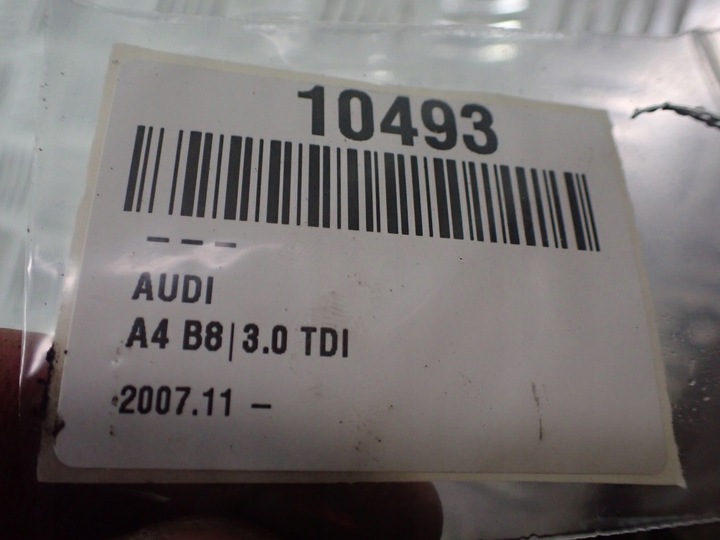 10493
– – –
AUDI
A4 B8|3.0 TDI
2007.11 –